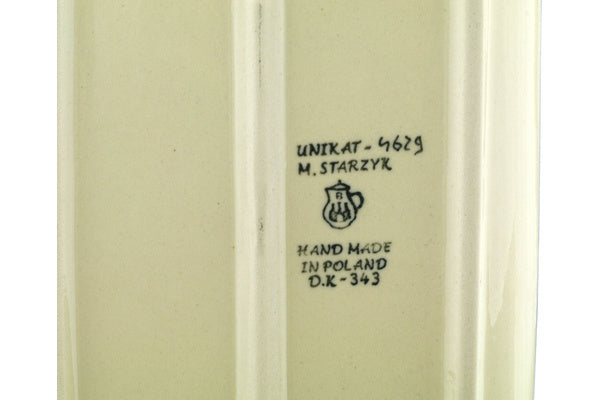 UNIKAT - 4629
M. STARZYK
HAND MADE
IN POLAND
D.K - 343